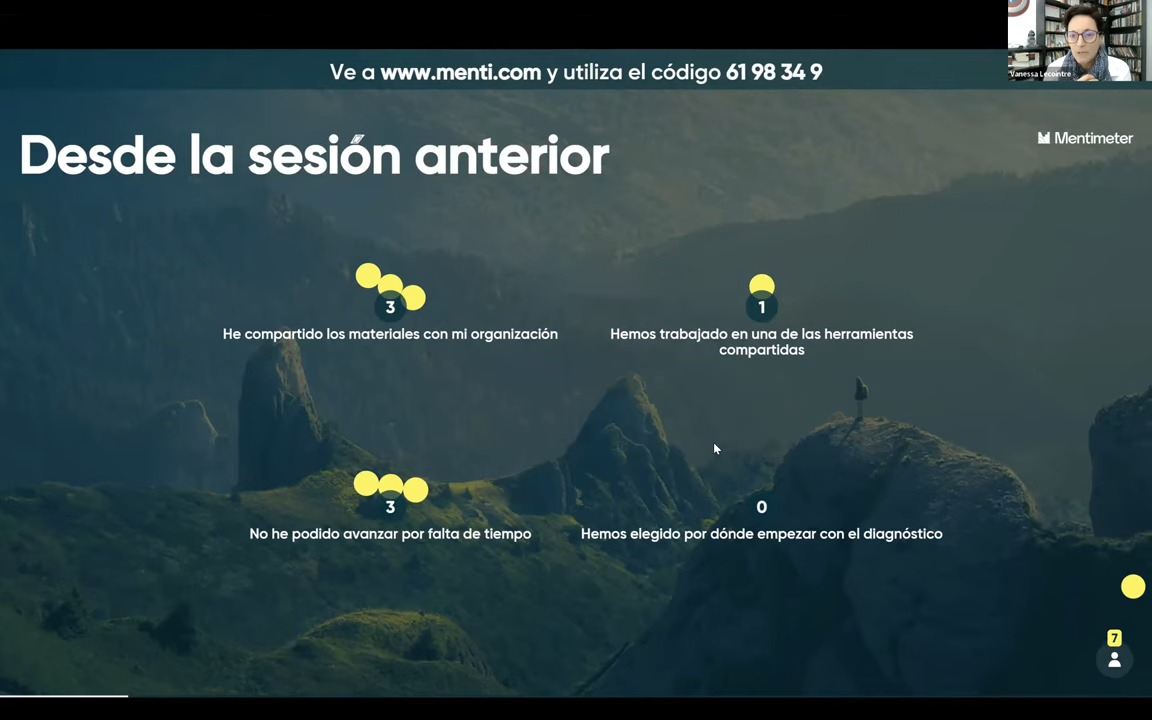 Ve a www.menti.com y utiliza el código 61 98 34 9
Vanessa Lecointre
Desde la sesión anterior
Mentimeter
3
He compartido los materiales con mi organización
1
Hemos trabajado en una de las herramientas
compartidas
3
No he podido avanzar por falta de tiempo
0
Hemos elegido por dónde empezar con el diagnóstico
7